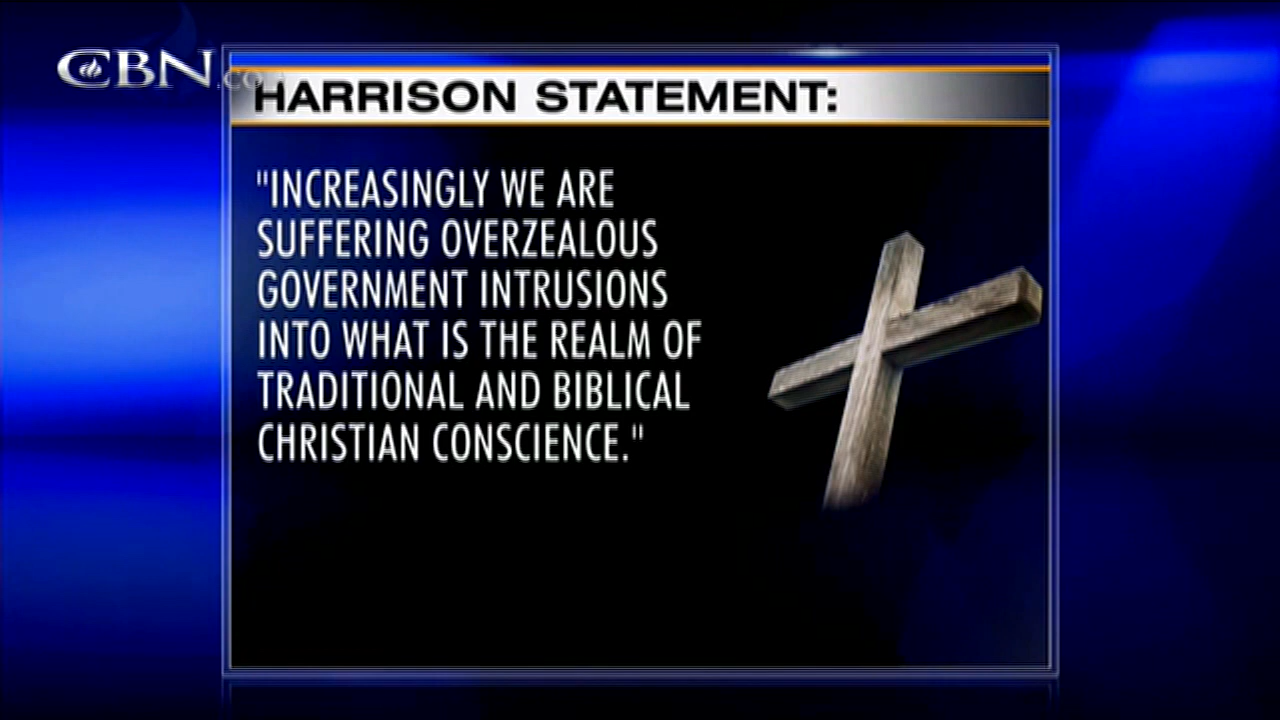 CBN.co
HARRISON STATEMENT:
"INCREASINGLY WE ARE
SUFFERING OVERZEALOUS
GOVERNMENT INTRUSIONS
INTO WHAT IS THE REALM OF
TRADITIONAL AND BIBLICAL
CHRISTIAN CONSCIENCE."